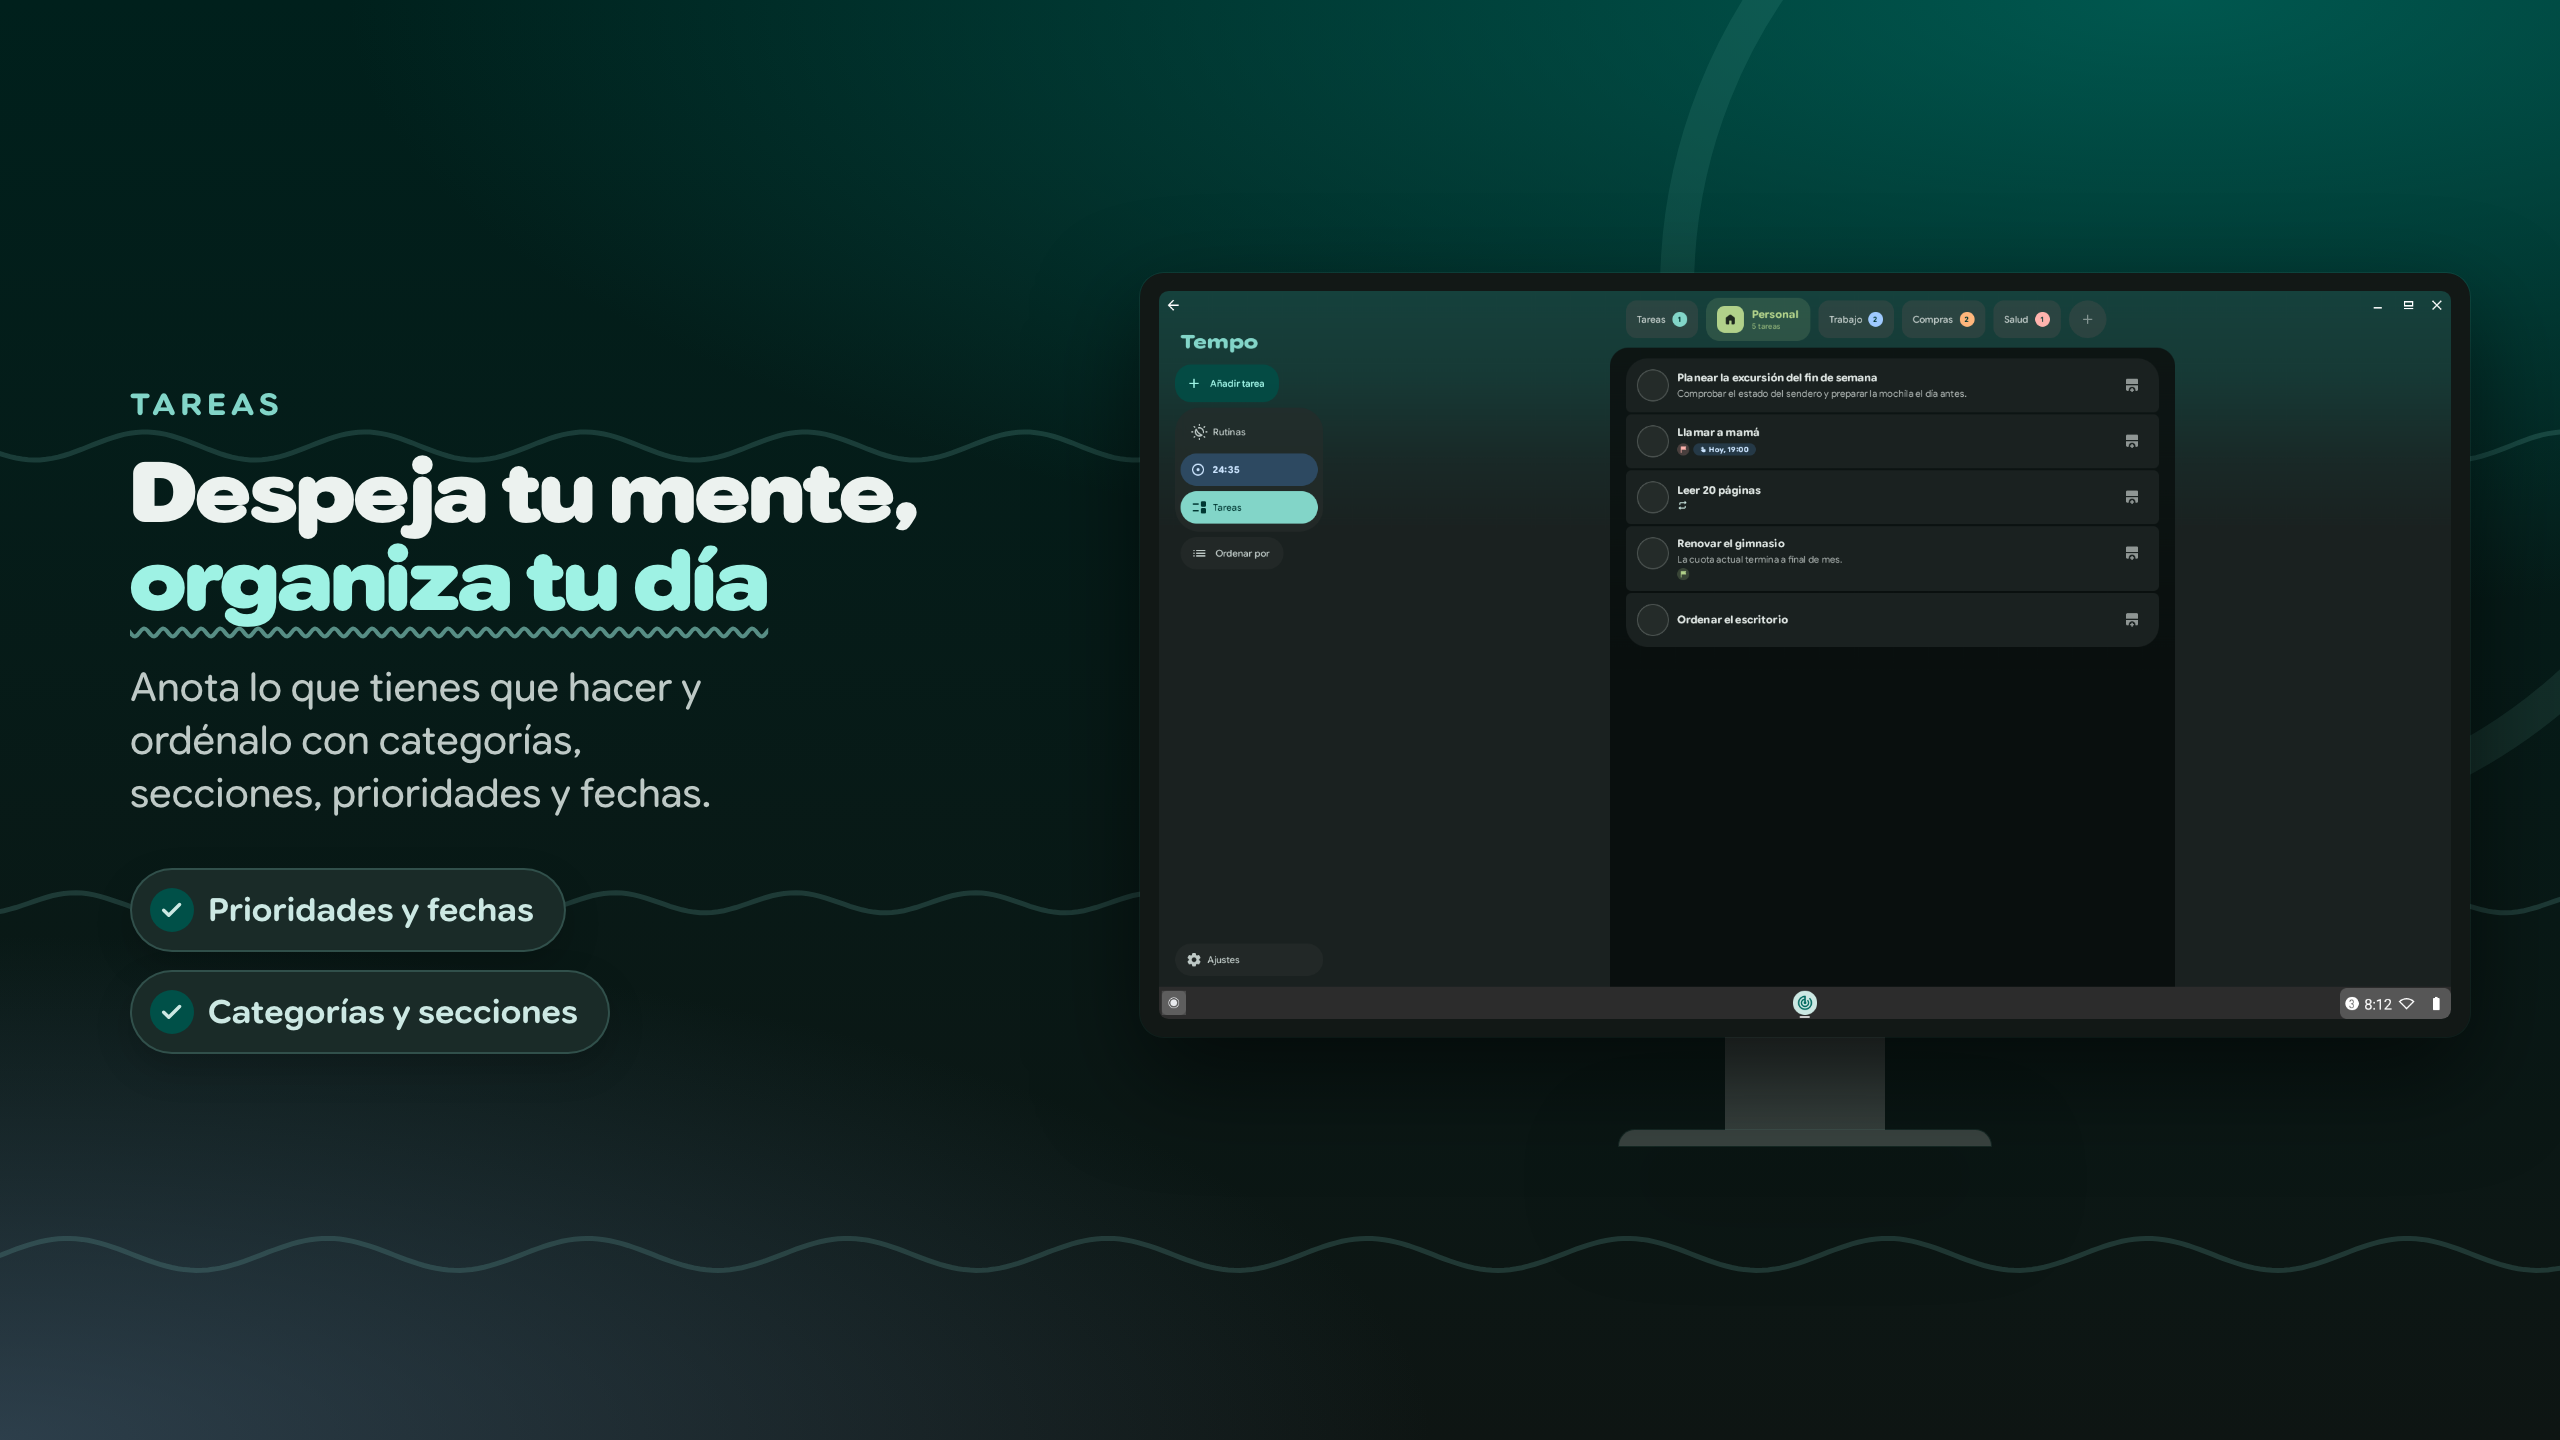 TAREAS
Despeja tu mente,
organiza tu día
Anota lo que tienes que hacer y
ordénalo con categorías,
secciones, prioridades y fechas.
Prioridades y fechas
Categorías y secciones
Tempo
Añadir tarea
Rutinas
24:35
Tareas
Ordenar por
Ajustes
Tareas 1
Personal
5 tareas
Trabajo 2
Compras 2
Salud 1
Planear la excursión del fin de semana
Comprobar el estado del sendero y preparar la mochila el día antes.
Llamar a mamá
Hoy, 19:00
Leer 20 páginas
Renovar el gimnasio
La cuota actual termina a final de mes.
Ordenar el escritorio
3 8:12